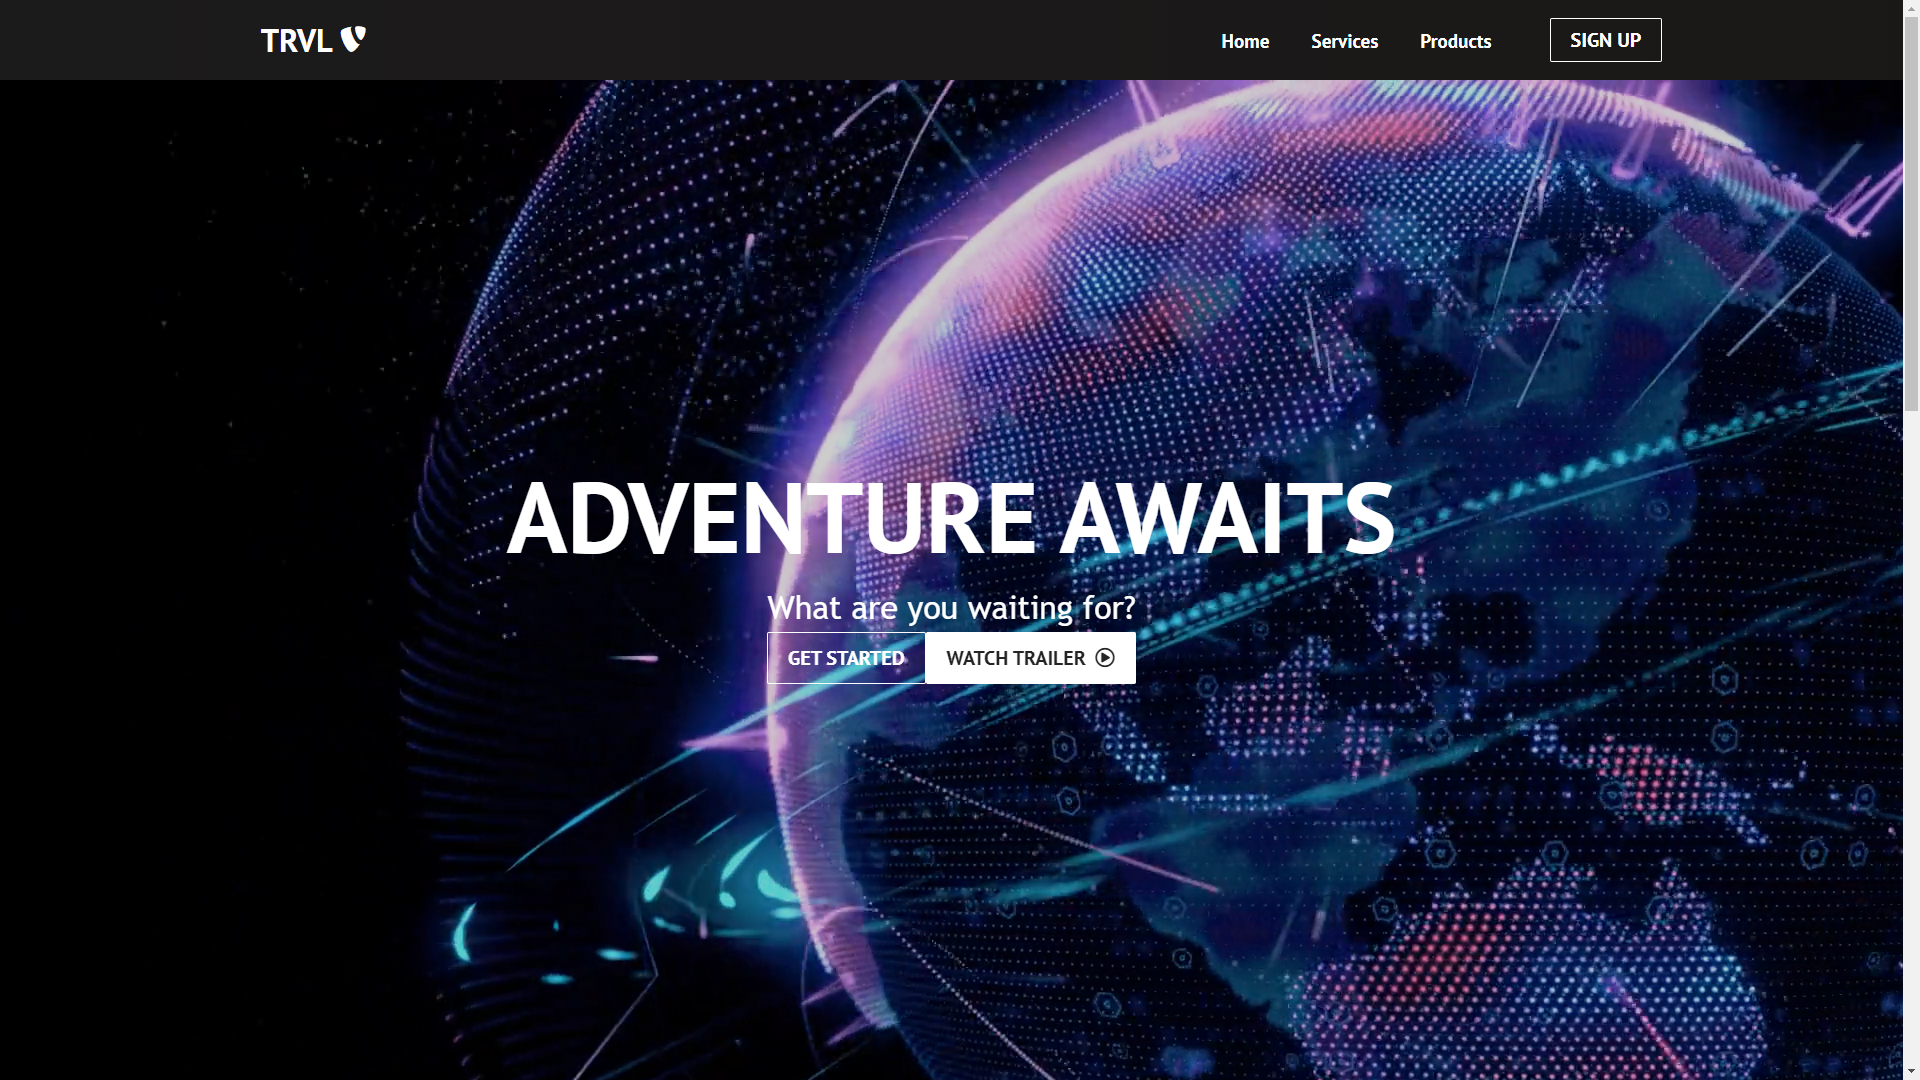 TRVL
Home
Services
Products
SIGN UP
ADVENTURE AWAITS
What are you waiting for?
GET STARTED
WATCH TRAILER